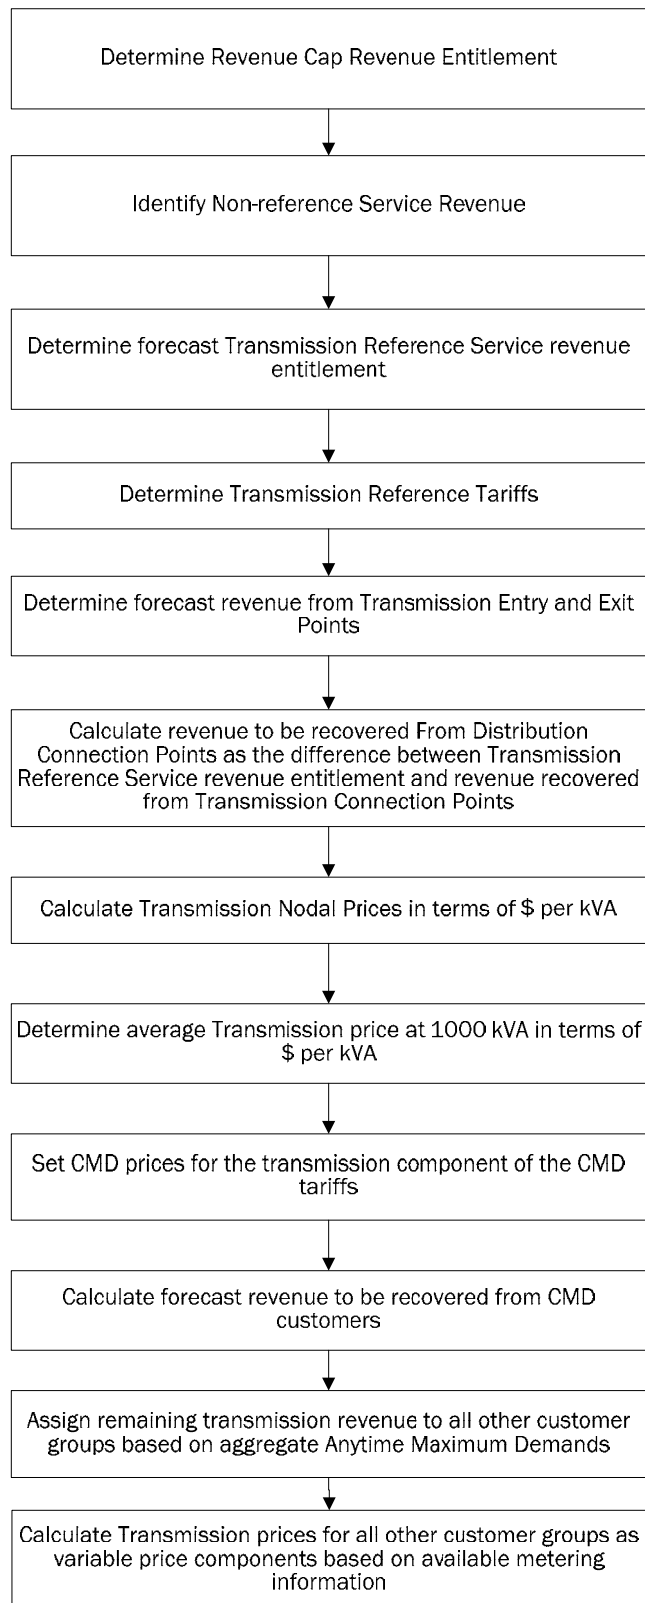 Determine Revenue Cap Revenue Entitlement
Identify Non-reference Service Revenue
Determine forecast Transmission Reference Service revenue
entitlement
Determine Transmission Reference Tariffs
Determine forecast revenue from Transmission Entry and Exit
Points
Calculate revenue to be recovered From Distribution
Connection Points as the difference between Transmission
Reference Service revenue entitlement and revenue recovered
from Transmission Connection Points
Calculate Transmission Nodal Prices in terms of $ per kVA
Determine average Transmission price at 1000 kVA in terms of
$ per kVA
Set CMD prices for the transmission component of the CMD
tariffs
Calculate forecast revenue to be recovered from CMD
customers
Assign remaining transmission revenue to all other customer
groups based on aggregate Anytime Maximum Demands
Calculate Transmission prices for all other customer groups as
variable price components based on available metering
information